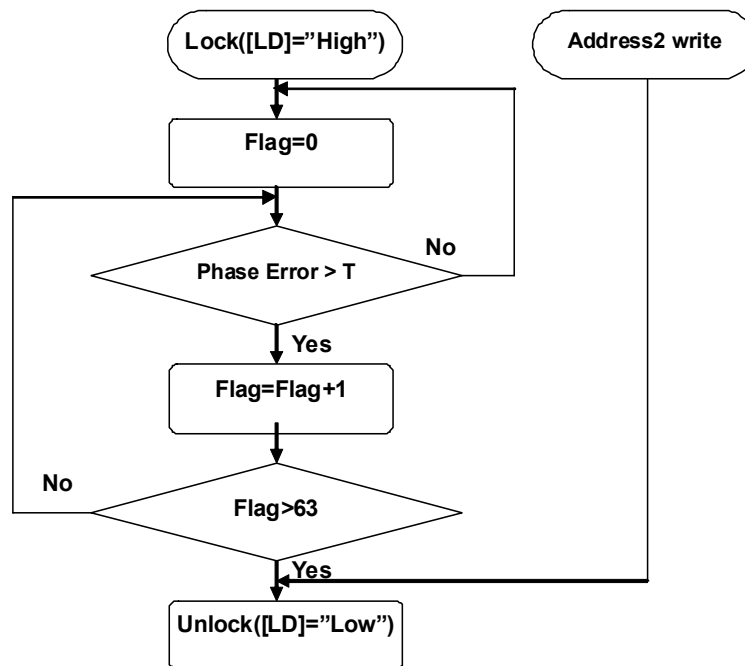 Lock([LD]=”High”)
Address2 write
Flag=0
No
Phase Error > T
Yes
Flag=Flag+1
No
Flag>63
Yes
Unlock([LD]=”Low”)